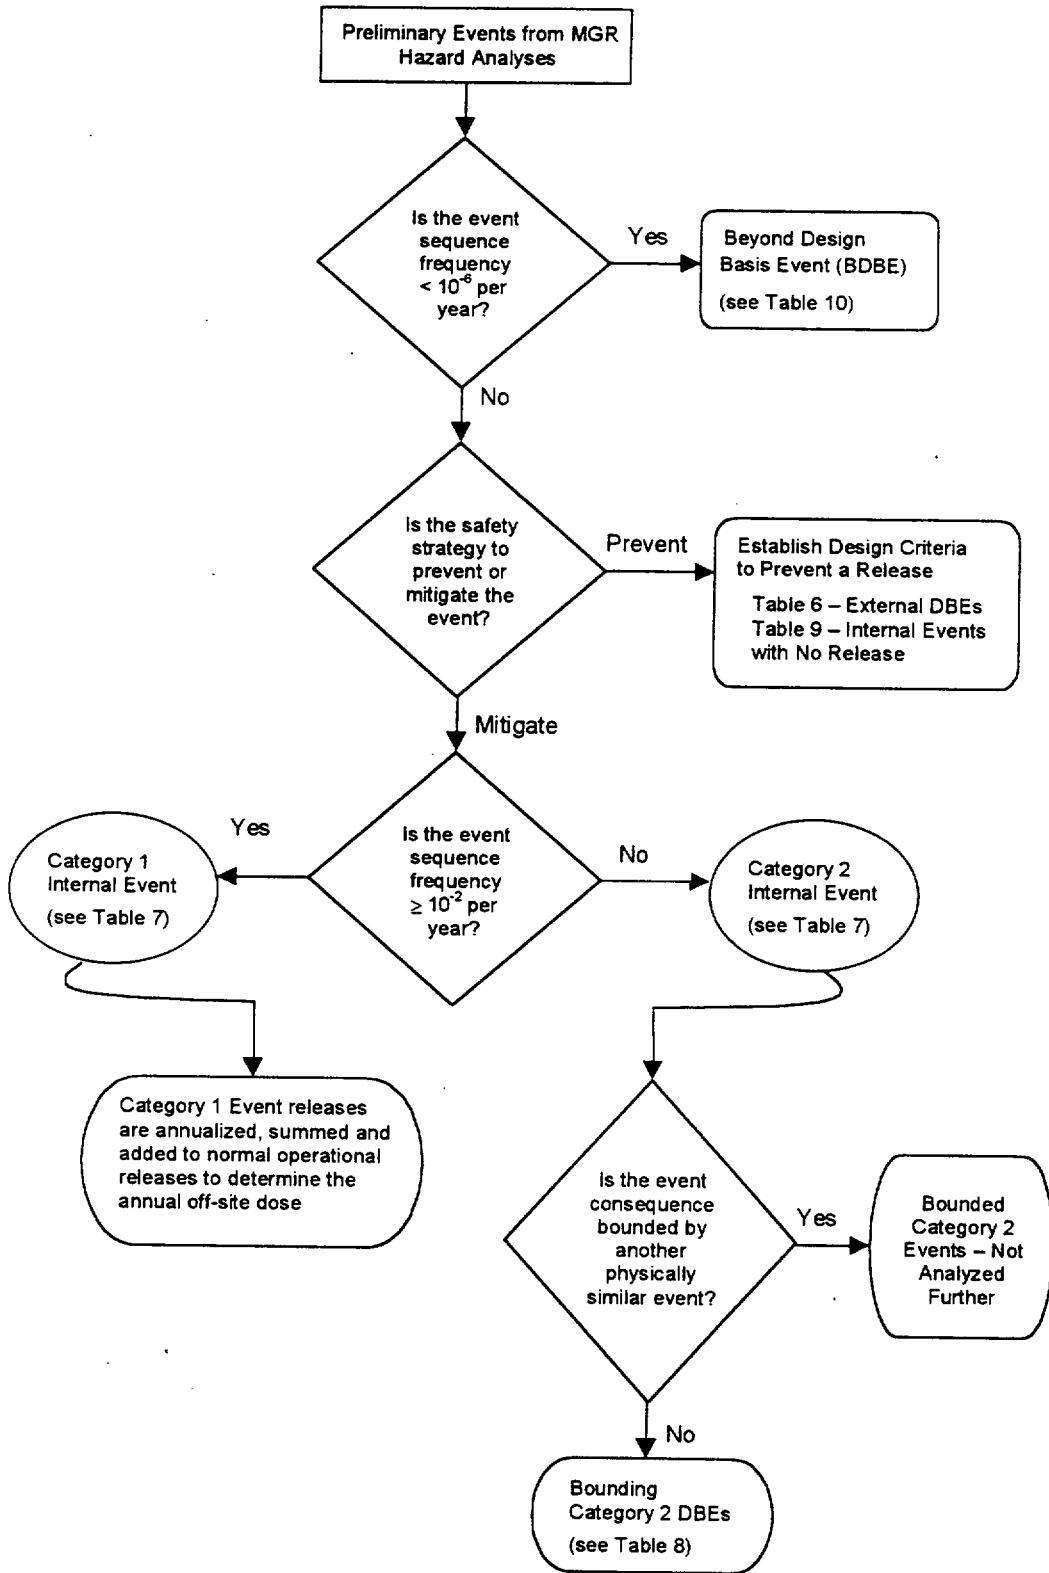 Preliminary Events from MGR
Hazard Analyses
Is the event
sequence
frequency
< 10⁻⁶ per
year?
Yes
Beyond Design
Basis Event (BDBE)
(see Table 10)
No
Is the safety
strategy to
prevent or
mitigate the
event?
Prevent
Establish Design Criteria
to Prevent a Release
Table 6 – External DBEs
Table 9 – Internal Events
with No Release
Mitigate
Is the event
sequence
frequency
≥ 10⁻² per
year?
Yes
Category 1
Internal Event
(see Table 7)
No
Category 2
Internal Event
(see Table 7)
Category 1 Event releases
are annualized, summed and
added to normal operational
releases to determine the
annual off-site dose
Is the event
consequence
bounded by
another
physically
similar event?
Yes
Bounded
Category 2
Events – Not
Analyzed
Further
No
Bounding
Category 2 DBEs
(see Table 8)